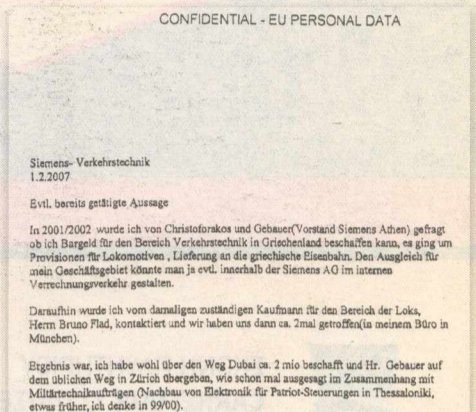 CONFIDENTIAL - EU PERSONAL DATA
Siemens- Verkehrstechnik
1.2.2007
Evtl. bereits getätigte Aussage
In 2001/2002 wurde ich von Christoforakos und Gebauer(Vorstand Siemens Athen) gefragt
ob ich Bargeld für den Bereich Verkehrstechnik in Griechenland beschaffen kann, es ging um
Provisionen für Lokomotiven , Lieferung an die griechische Eisenbahn. Den Ausgleich für
mein Geschäftsgebiet könnte man ja evtl. innerhalb der Siemens AG im internen
Verrechnungsverkehr gestalten.
Daraufhin wurde ich vom damaligen zuständigen Kaufmann für den Bereich der Loks,
Herrn Bruno Flad, kontaktiert und wir haben uns dann ca. 2mal getroffen(in meinem Büro in
München).
Ergebnis war, ich habe wohl über den Weg Dubai ca. 2 mio beschafft und Hr. Gebauer auf
dem üblichen Weg in Zürich übergeben, wie schon mal ausgesagt im Zusammenhang mit
Militärtechnikaufträgen (Nachbau von Elektronik für Patriot-Steuerungen in Thessaloniki,
etwas früher, ich denke in 99/00).